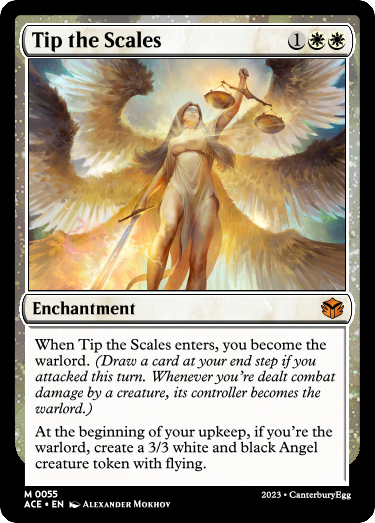 Tip the Scales 1
Enchantment
When Tip the Scales enters, you become the
warlord. (Draw a card at your end step if you
attacked this turn. Whenever you're dealt combat
damage by a creature, its controller becomes the
warlord.)
At the beginning of your upkeep, if you're the
warlord, create a 3/3 white and black Angel
creature token with flying.
M 0055
ACE • EN Alexander Mokhov
2023 • CanterburyEgg